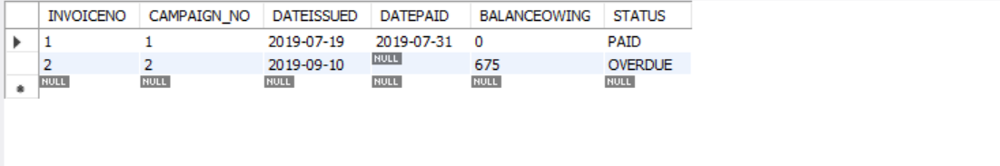 INVOICENO CAMPAIGN_NO DATEISSUED DATEPAID BALANCEOWING STATUS
1 1 2019-07-19 2019-07-31 0 PAID
2 2 2019-09-10 NULL 675 OVERDUE
NULL NULL NULL NULL NULL NULL